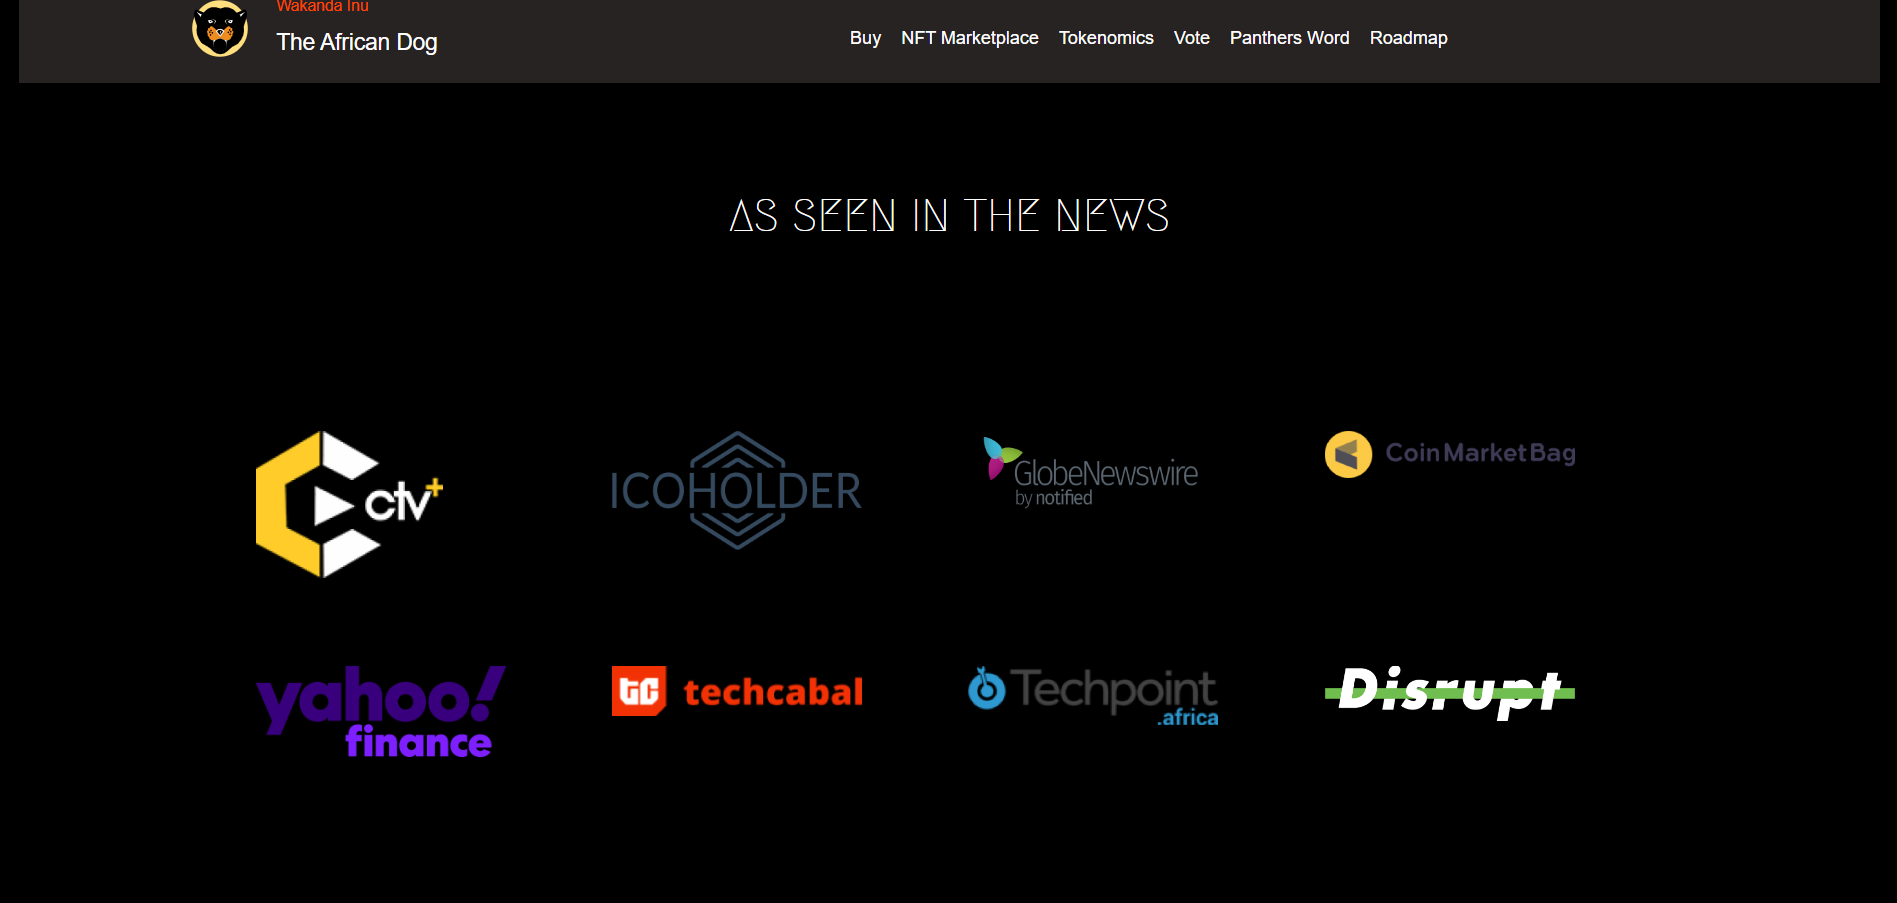 Wakanda Inu
The African Dog
Buy NFT Marketplace Tokenomics Vote Panthers Word Roadmap
AS SEEN IN THE NEWS
ctv+
ICOHOLDER
GlobeNewswire
by notified
CoinMarketBag
yahoo!
finance
tc techcabal
Techpoint
.africa
Disrupt